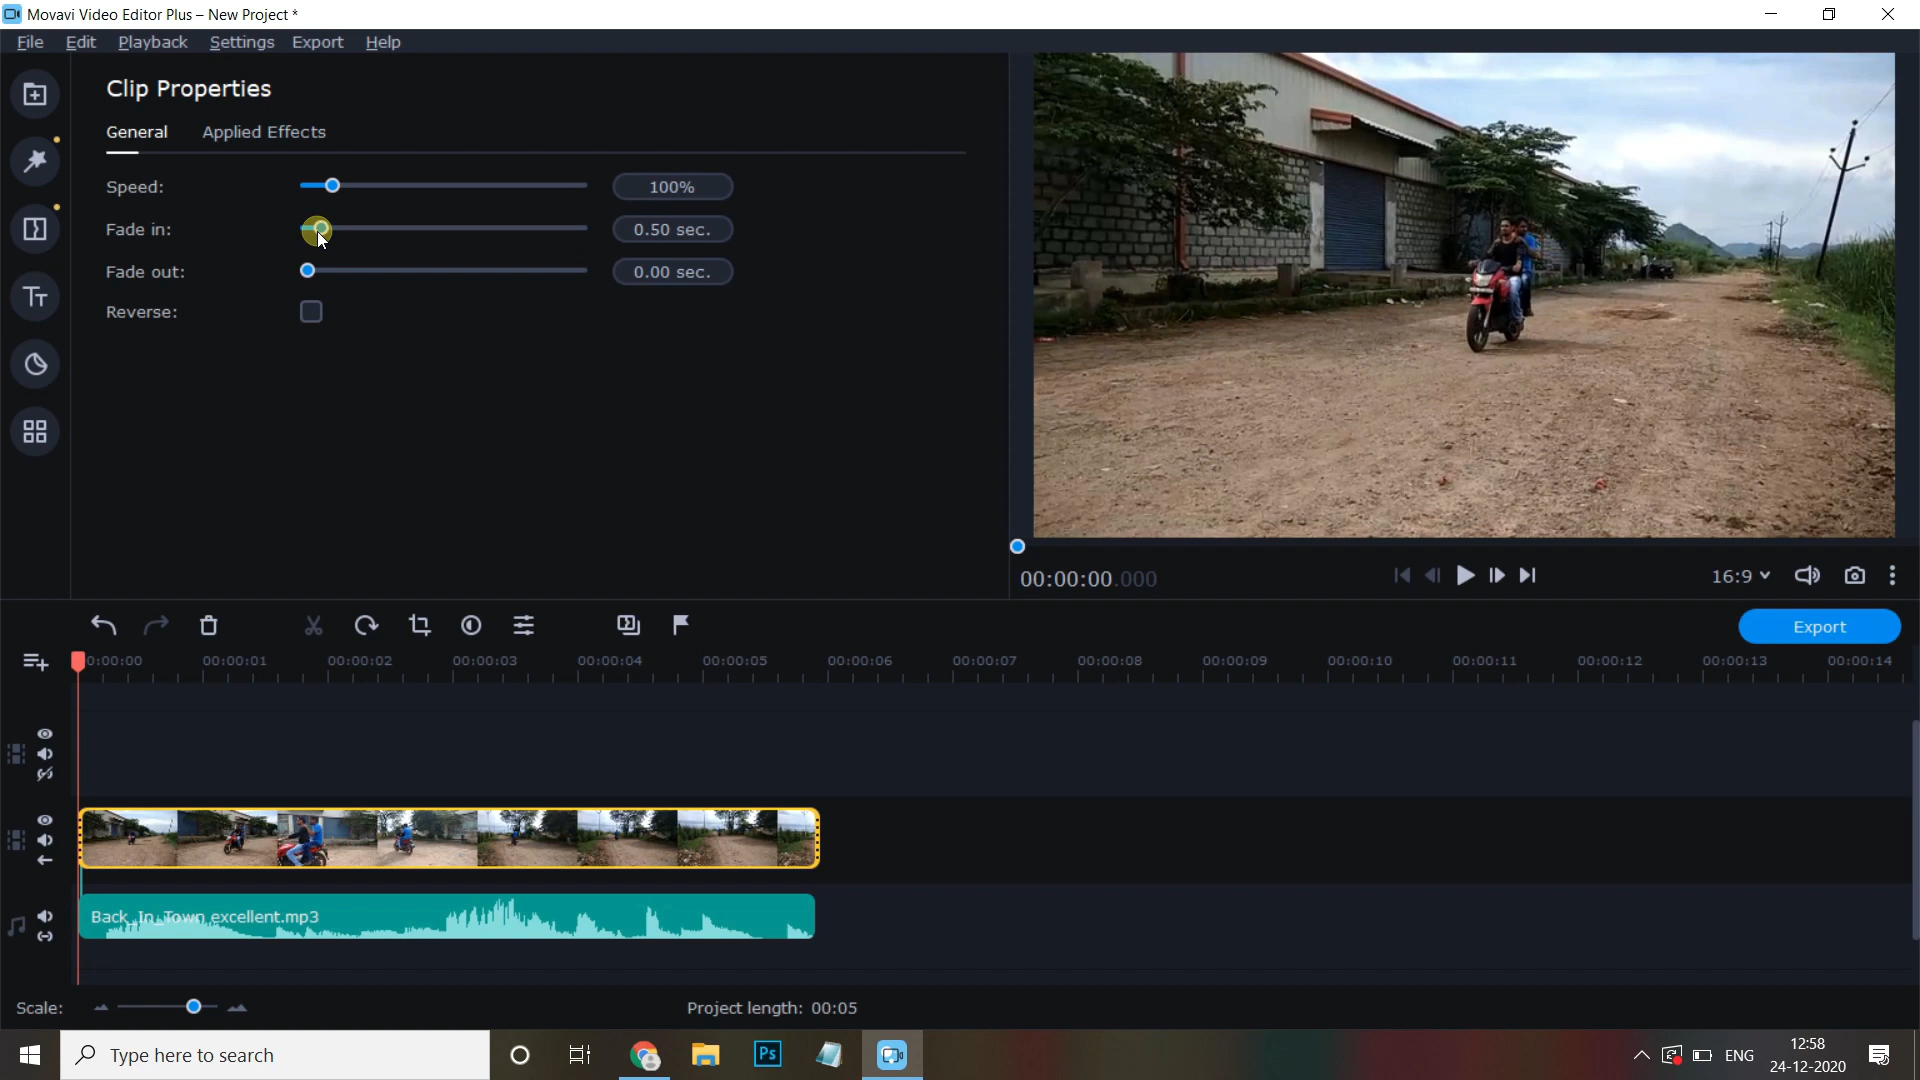 Movavi Video Editor Plus – New Project *
File Edit Playback Settings Export Help
Clip Properties
General Applied Effects
Speed: 100%
Fade in: 0.50 sec.
Fade out: 0.00 sec.
Reverse:
00:00:00.000
16:9
Export
0:00:00 00:00:01 00:00:02 00:00:03 00:00:04 00:00:05 00:00:06 00:00:07 00:00:08 00:00:09 00:00:10 00:00:11 00:00:12 00:00:13 00:00:14
Back_In_Town excellent.mp3
Scale: Project length: 00:05
Type here to search
Ps
ENG
12:58
24-12-2020